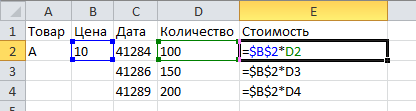 A B C D E
1 Товар Цена Дата Количество Стоимость
2 А 10 41284 100 =$B$2*D2
3 41286 150 =$B$2*D3
4 41289 200 =$B$2*D4